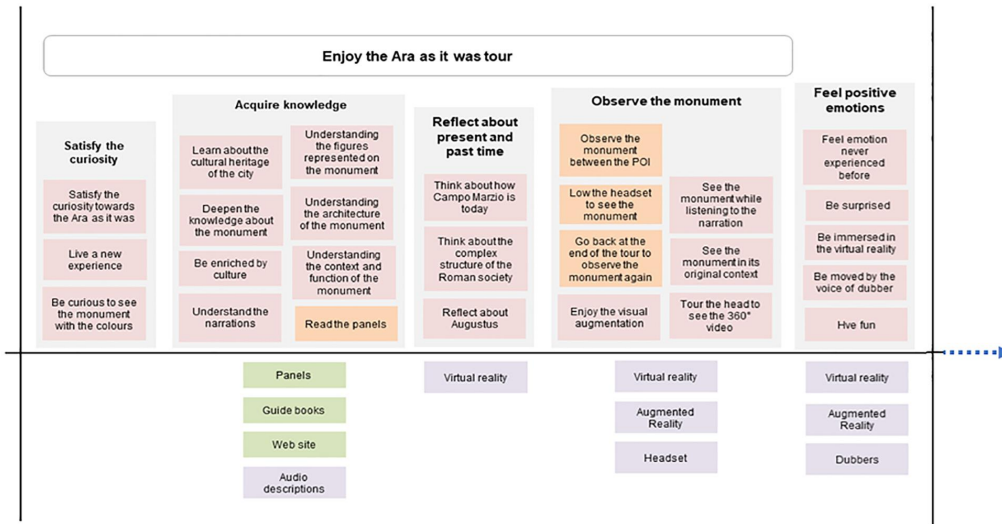 Enjoy the Ara as it was tour
Satisfy the
curiosity
Satisfy the
curiosity towards
the Ara as it was
Live a new
experience
Be curious to see
the monument
with the colours
Acquire knowledge
Learn about the
cultural heritage
of the city
Deepen the
knowledge about
the monument
Be enriched by
culture
Understand the
narrations
Understanding
the figures
represented on
the monument
Understanding
the architecture
of the monument
Understanding
the context and
function of the
monument
Read the panels
Reflect about
present and
past time
Think about how
Campo Marzio is
today
Think about the
complex
structure of the
Roman society
Reflect about
Augustus
Observe the monument
Observe the
monument
between the POI
Low the headset
to see the
monument
Go back at the
end of the tour to
observe the
monument again
Enjoy the visual
augmentation
See the
monument while
listening to the
narration
See the
monument in its
original context
Tour the head to
see the 360°
video
Feel positive
emotions
Feel emotion
never
experienced
before
Be surprised
Be immersed in
the virtual reality
Be moved by the
voice of dubber
Hve fun
Panels
Guide books
Web site
Audio
descriptions
Virtual reality
Virtual reality
Augmented
Reality
Headset
Virtual reality
Augmented
Reality
Dubbers